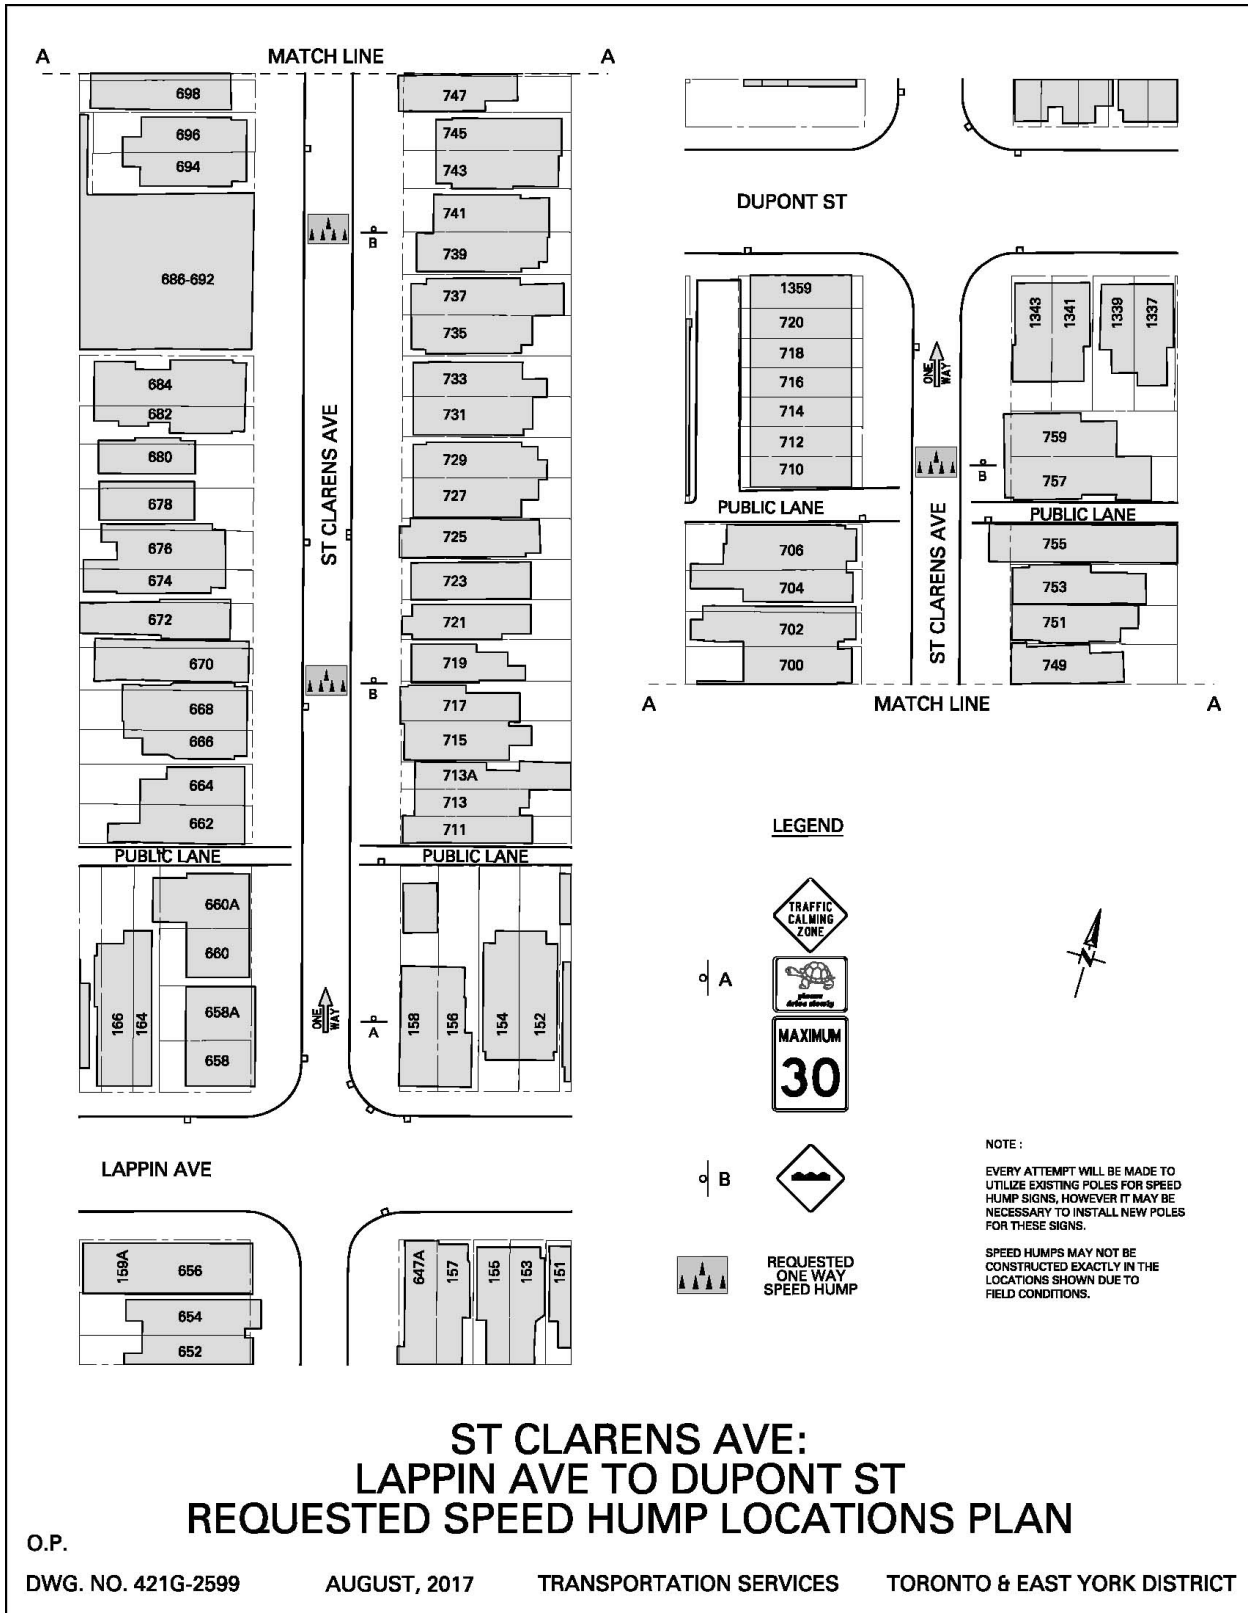 A MATCH LINE A
698
696
694
686-692
684
682
680
678
676
674
672
670
668
666
664
662
PUBLIC LANE
660A
660
658A
658
166
164
ST CLARENS AVE
ONE WAY
747
745
743
741
739
B
737
735
733
731
729
727
725
723
721
719
B
717
715
713A
713
711
PUBLIC LANE
A
158
156
154
152
LAPPIN AVE
159A
656
654
652
647A
157
155
153
151
DUPONT ST
1359
720
718
716
714
712
710
PUBLIC LANE
706
704
702
700
ONE WAY
ST CLARENS AVE
1343
1341
1339
1337
759
757
B
PUBLIC LANE
755
753
751
749
A MATCH LINE A
LEGEND
TRAFFIC
CALMING
ZONE
A
please
drive slowly
MAXIMUM
30
B
REQUESTED
ONE WAY
SPEED HUMP
N
NOTE :
EVERY ATTEMPT WILL BE MADE TO
UTILIZE EXISTING POLES FOR SPEED
HUMP SIGNS, HOWEVER IT MAY BE
NECESSARY TO INSTALL NEW POLES
FOR THESE SIGNS.
SPEED HUMPS MAY NOT BE
CONSTRUCTED EXACTLY IN THE
LOCATIONS SHOWN DUE TO
FIELD CONDITIONS.
ST CLARENS AVE:
LAPPIN AVE TO DUPONT ST
REQUESTED SPEED HUMP LOCATIONS PLAN
O.P.
DWG. NO. 421G-2599 AUGUST, 2017 TRANSPORTATION SERVICES TORONTO & EAST YORK DISTRICT